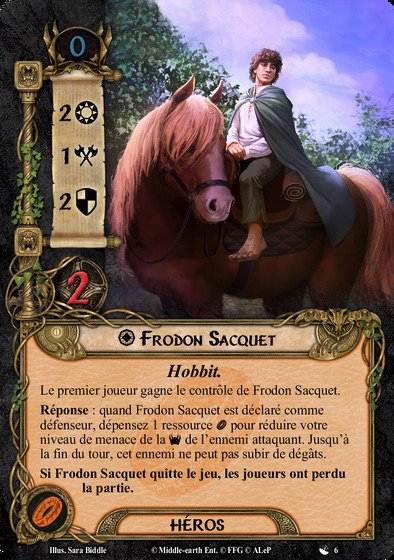 0
2
1
2
2
Frodon Sacquet
Hobbit.
Le premier joueur gagne le contrôle de Frodon Sacquet.
Réponse : quand Frodon Sacquet est déclaré comme
défenseur, dépensez 1 ressource pour réduire votre
niveau de menace de la de l'ennemi attaquant. Jusqu'à
la fin du tour, cet ennemi ne peut pas subir de dégâts.
Si Frodon Sacquet quitte le jeu, les joueurs ont perdu
la partie.
HÉROS
Illus. Sara Biddle © Middle-earth Ent. © FFG © ALeP 6